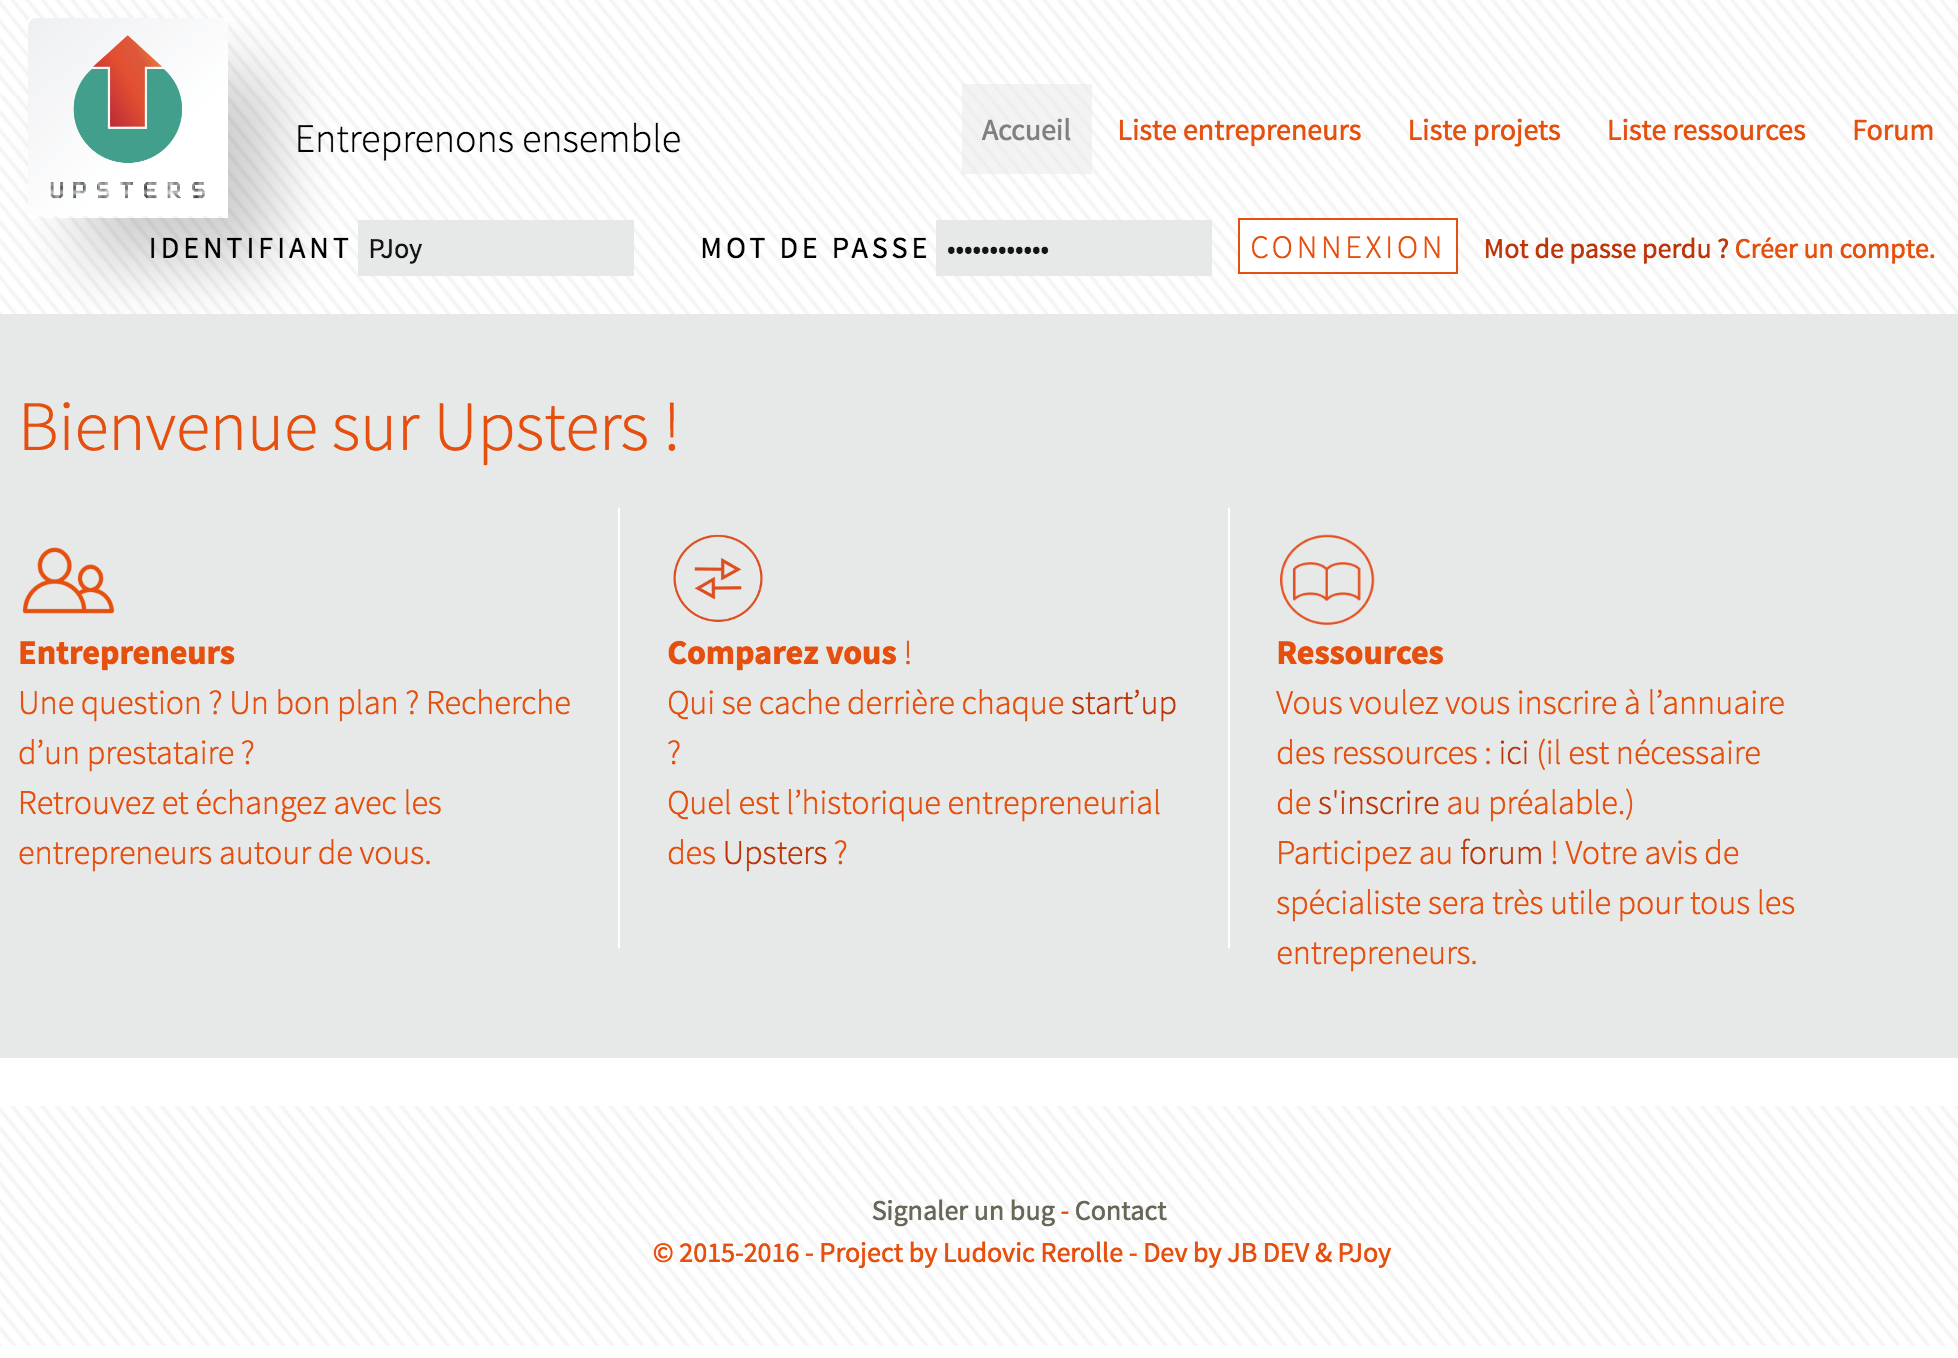 UPSTERS
Entreprenons ensemble
Accueil
Liste entrepreneurs
Liste projets
Liste ressources
Forum
IDENTIFIANT
PJoy
MOT DE PASSE
••••••••••••
CONNEXION
Mot de passe perdu ? Créer un compte.
Bienvenue sur Upsters !
Entrepreneurs
Une question ? Un bon plan ? Recherche
d’un prestataire ?
Retrouvez et échangez avec les
entrepreneurs autour de vous.
Comparez vous !
Qui se cache derrière chaque start’up
?
Quel est l’historique entrepreneurial
des Upsters ?
Ressources
Vous voulez vous inscrire à l’annuaire
des ressources : ici (il est nécessaire
de s'inscrire au préalable.)
Participez au forum ! Votre avis de
spécialiste sera très utile pour tous les
entrepreneurs.
Signaler un bug - Contact
© 2015-2016 - Project by Ludovic Rerolle - Dev by JB DEV & PJoy